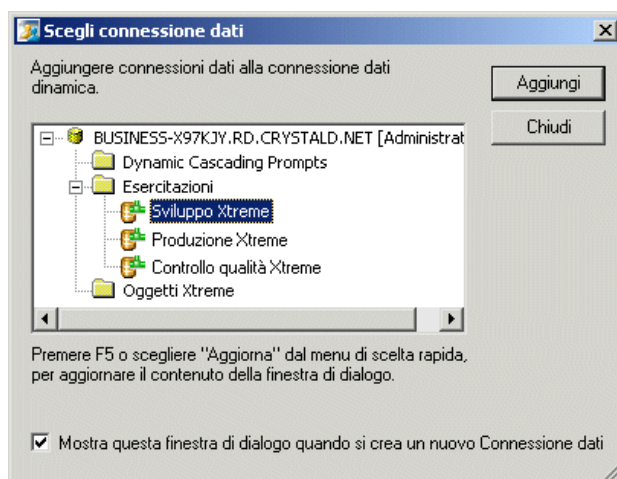 Scegli connessione dati
Aggiungere connessioni dati alla connessione dati
dinamica.
Aggiungi
Chiudi
BUSINESS-X97KJY.RD.CRYSTALD.NET [Administrat
Dynamic Cascading Prompts
Esercitazioni
Sviluppo Xtreme
Produzione Xtreme
Controllo qualità Xtreme
Oggetti Xtreme
Premere F5 o scegliere "Aggiorna" dal menu di scelta rapida,
per aggiornare il contenuto della finestra di dialogo.
Mostra questa finestra di dialogo quando si crea un nuovo Connessione dati